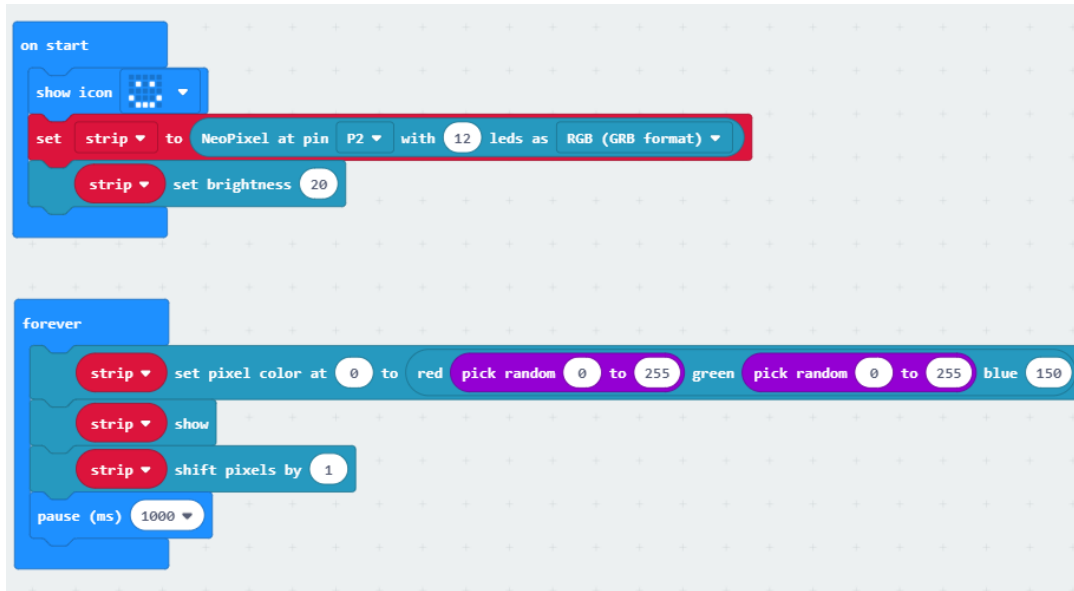 on start
show icon
set strip to NeoPixel at pin P2 with 12 leds as RGB (GRB format)
strip set brightness 20
forever
strip set pixel color at 0 to red pick random 0 to 255 green pick random 0 to 255 blue 150
strip show
strip shift pixels by 1
pause (ms) 1000